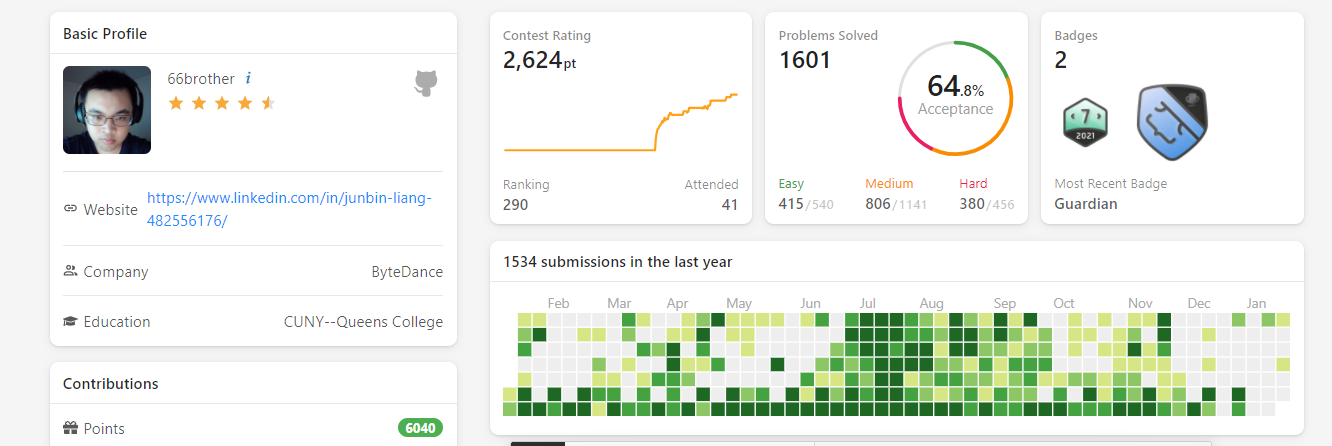 Basic Profile
66brother i
Website
https://www.linkedin.com/in/junbin-liang-
482556176/
Company ByteDance
Education CUNY--Queens College
Contributions
Points 6040
Contest Rating
2,624pt
Ranking Attended
290 41
Problems Solved
1601
64.8%
Acceptance
Easy Medium Hard
415/540 806/1141 380/456
Badges
2
7
2021
Most Recent Badge
Guardian
1534 submissions in the last year
Feb Mar Apr May Jun Jul Aug Sep Oct Nov Dec Jan